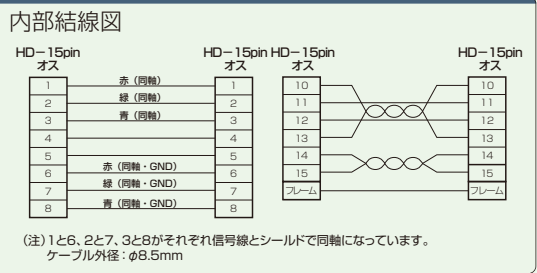 内部結線図
HD－15pin オス HD－15pin オス HD－15pin オス HD－15pin オス
1 赤（同軸） 1
2 緑（同軸） 2
3 青（同軸） 3
4 4
5 5
6 赤（同軸・GND） 6
7 緑（同軸・GND） 7
8 青（同軸・GND） 8
10 10
11 11
12 12
13 13
14 14
15 15
フレーム フレーム
（注）1と6、2と7、3と8がそれぞれ信号線とシールドで同軸になっています。
ケーブル外径：φ8.5mm